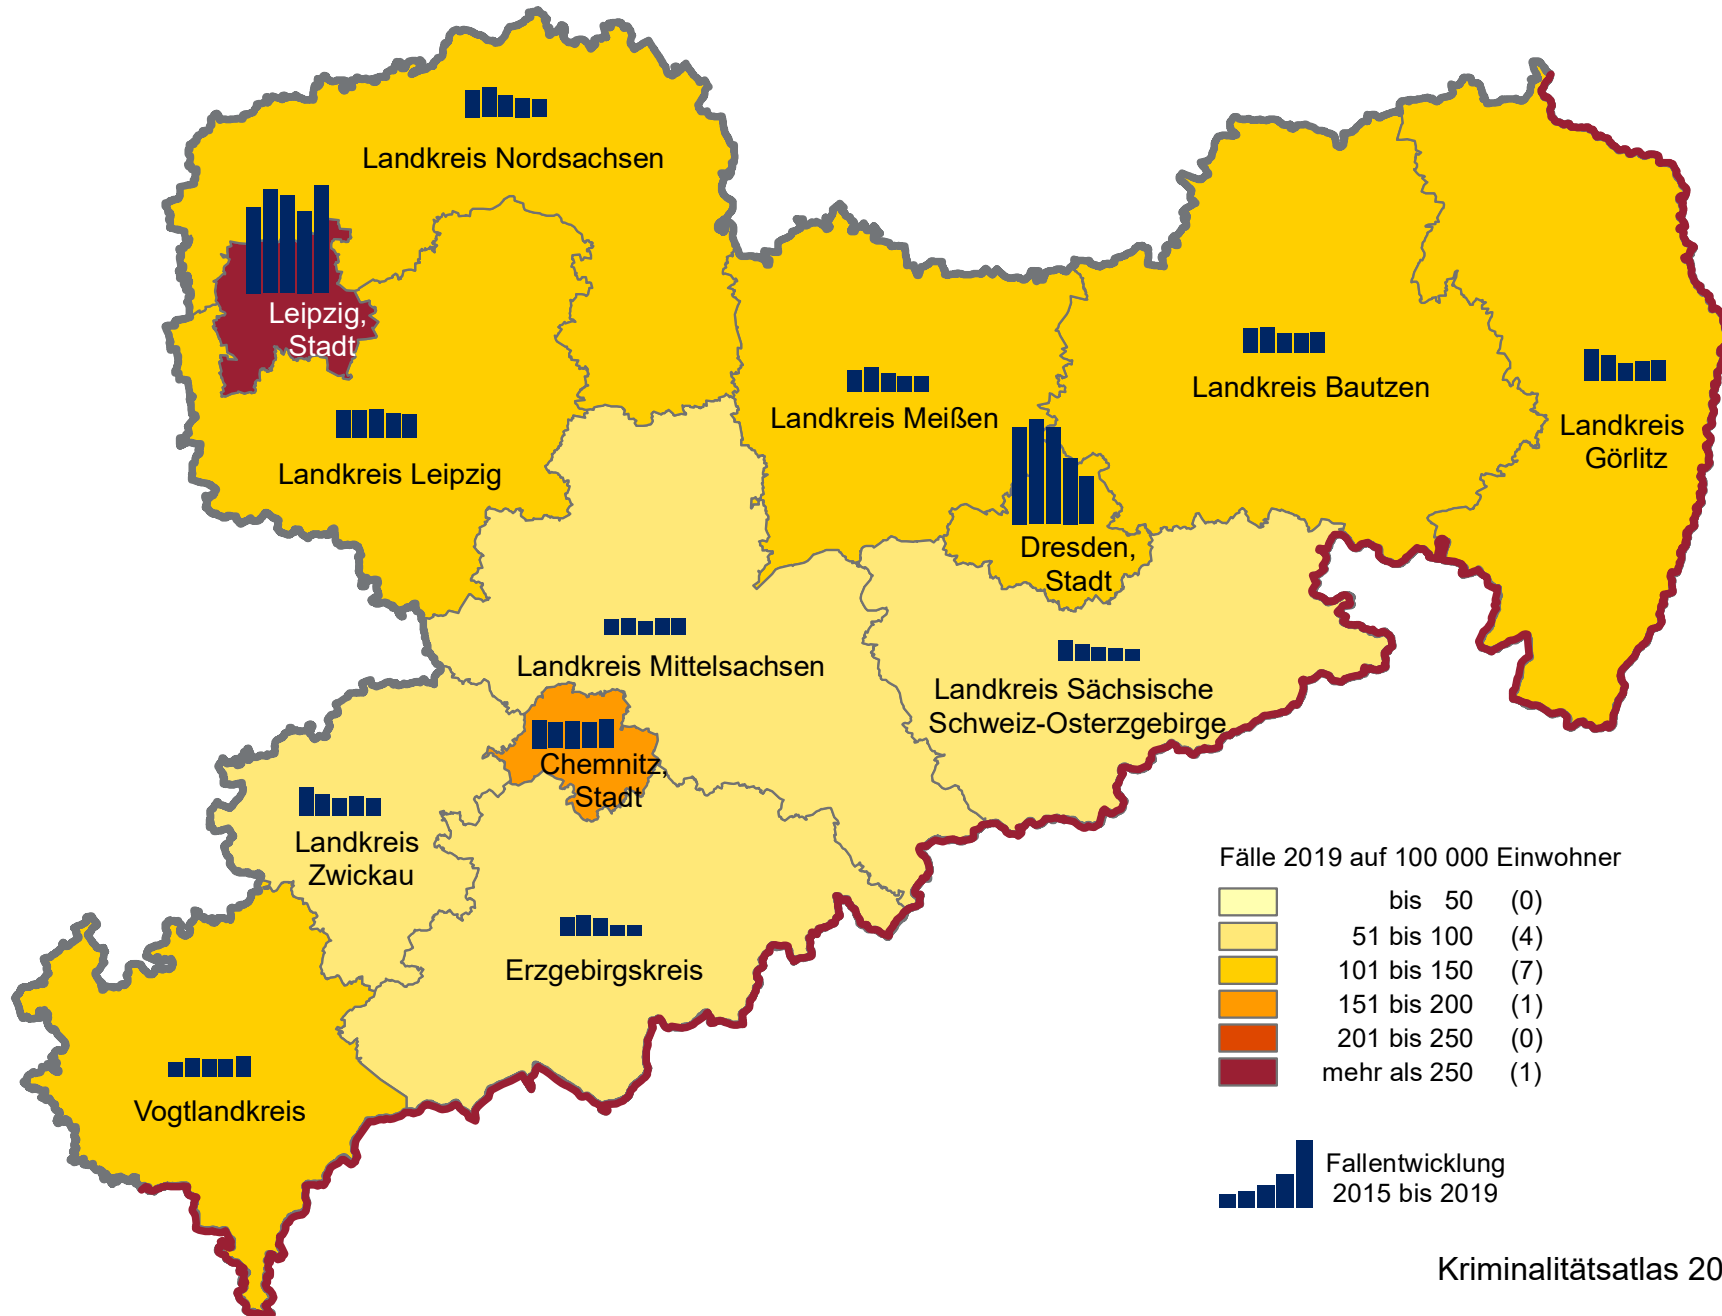 Landkreis Nordsachsen
Leipzig,
Stadt
Landkreis Leipzig
Landkreis Meißen
Landkreis Bautzen
Landkreis
Görlitz
Dresden,
Stadt
Landkreis Mittelsachsen
Landkreis Sächsische
Schweiz-Osterzgebirge
Chemnitz,
Stadt
Landkreis
Zwickau
Erzgebirgskreis
Vogtlandkreis
Fälle 2019 auf 100 000 Einwohner
bis 50 (0)
51 bis 100 (4)
101 bis 150 (7)
151 bis 200 (1)
201 bis 250 (0)
mehr als 250 (1)
Fallentwicklung
2015 bis 2019
Kriminalitätsatlas 20